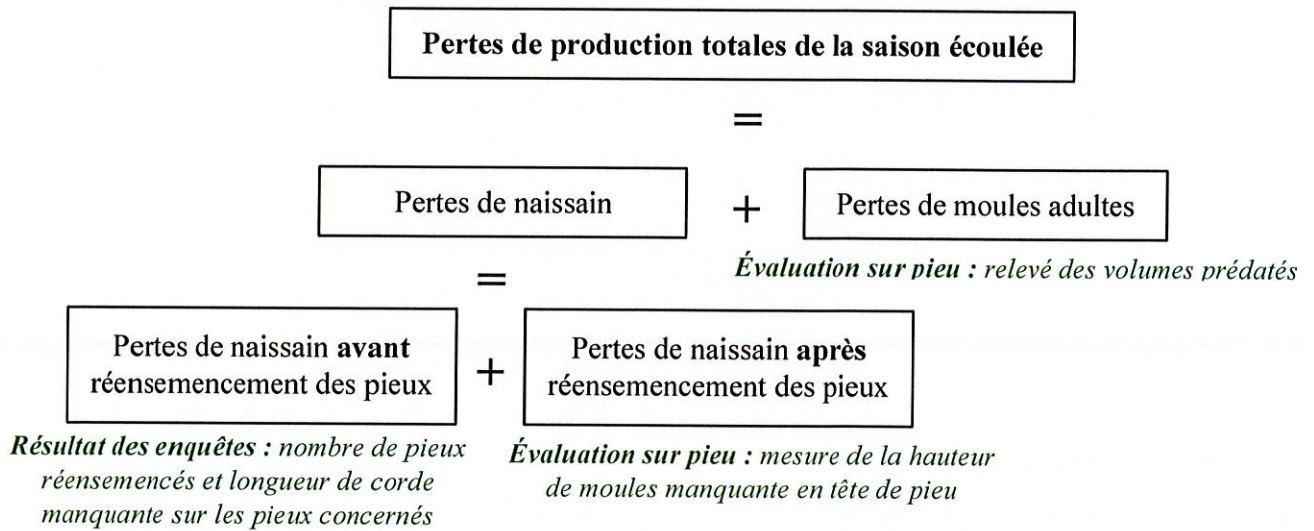 Pertes de production totales de la saison écoulée
=
Pertes de naissain + Pertes de moules adultes
Évaluation sur pieu : relevé des volumes prédatés
=
Pertes de naissain avant
réensemencement des pieux
+
Pertes de naissain après
réensemencement des pieux
Résultat des enquêtes : nombre de pieux
réensemencés et longueur de corde
manquante sur les pieux concernés
Évaluation sur pieu : mesure de la hauteur
de moules manquante en tête de pieu